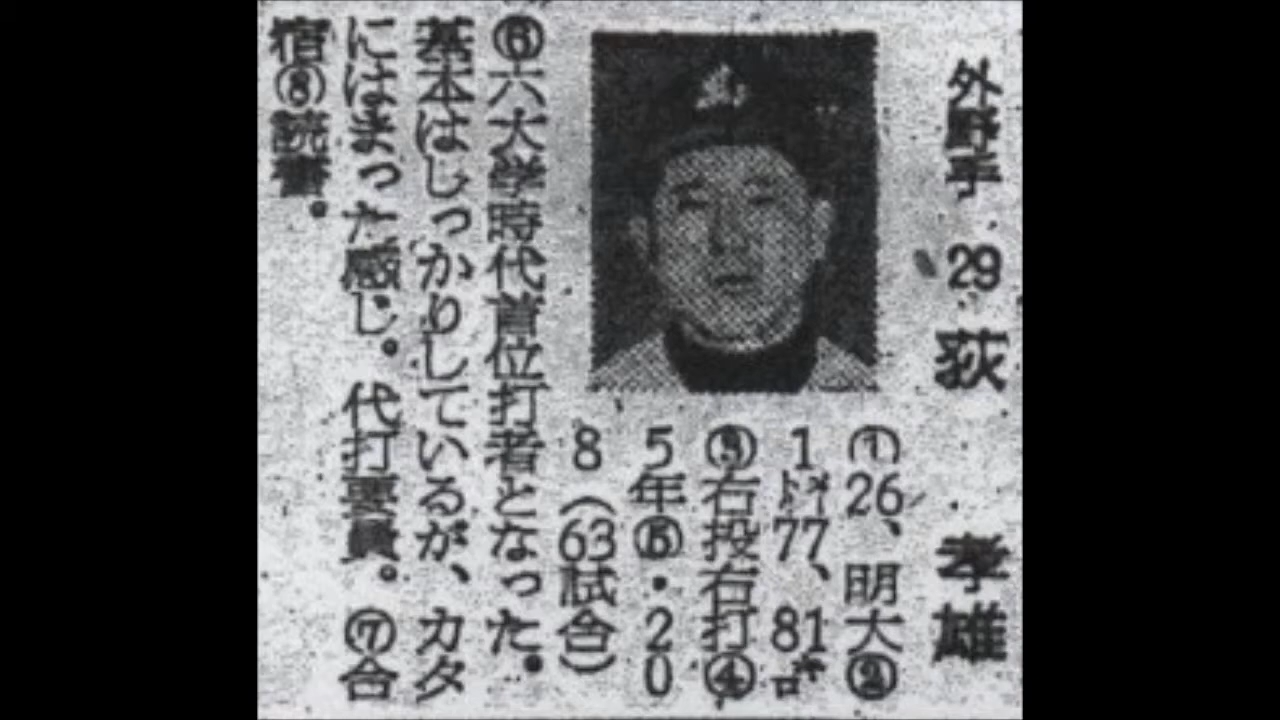 外野手 29 荻 孝雄
①26、明大②
1㍍77、81㌔
③右投右打④
5年⑤・20
8(63試合)
⑥六大学時代首位打者となった。
基本はしっかりしているが、カタ
にはまった感じ。代打要員。⑦合
宿⑧読書。